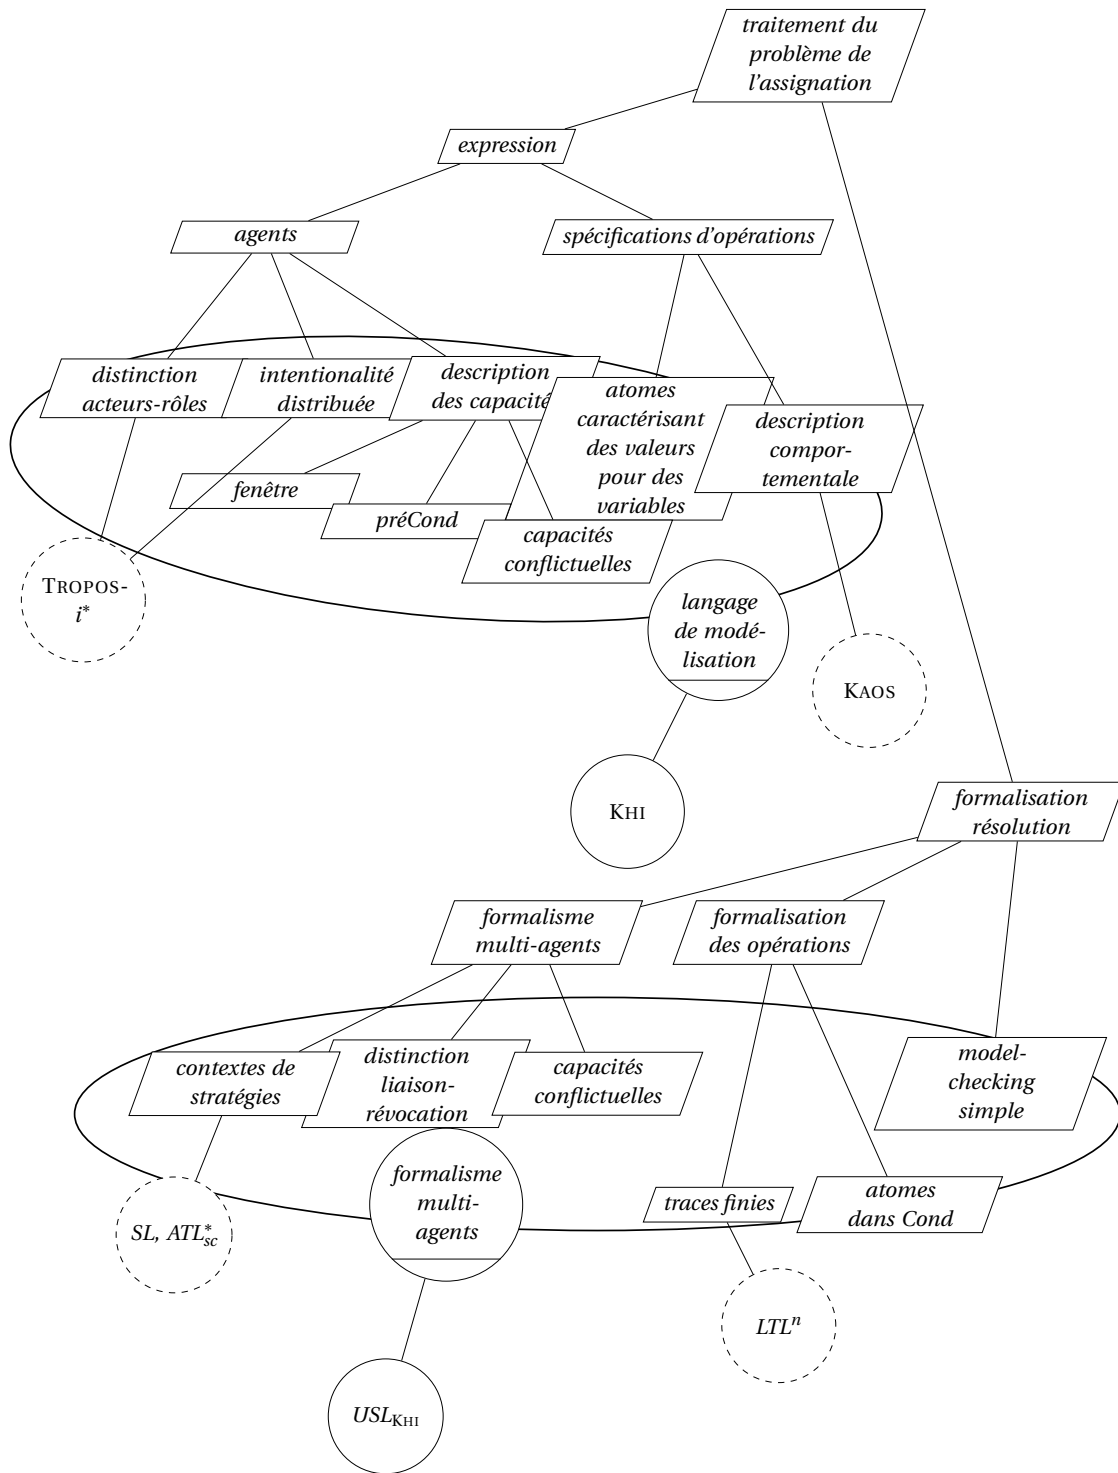 traitement du
problème de
l'assignation
expression
agents
spécifications d'opérations
distinction
acteurs-rôles
intentionalité
distribuée
description
des capacité
atomes
caractérisant
des valeurs
pour des
variables
description
compor-
tementale
fenêtre
préCond
capacités
conflictuelles
TROPOS-
i*
langage
de modé-
lisation
KAOS
KHI
formalisation
résolution
formalisme
multi-agents
formalisation
des opérations
contextes de
stratégies
distinction
liaison-
révocation
capacités
conflictuelles
model-
checking
simple
formalisme
multi-
agents
traces finies
atomes
dans Cond
SL, ATL*sc
LTLn
USLKHI